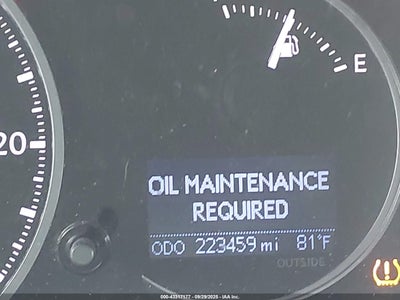 E
20
OIL MAINTENANCE
REQUIRED
ODO 223459 mi 81°F
OUTSIDE